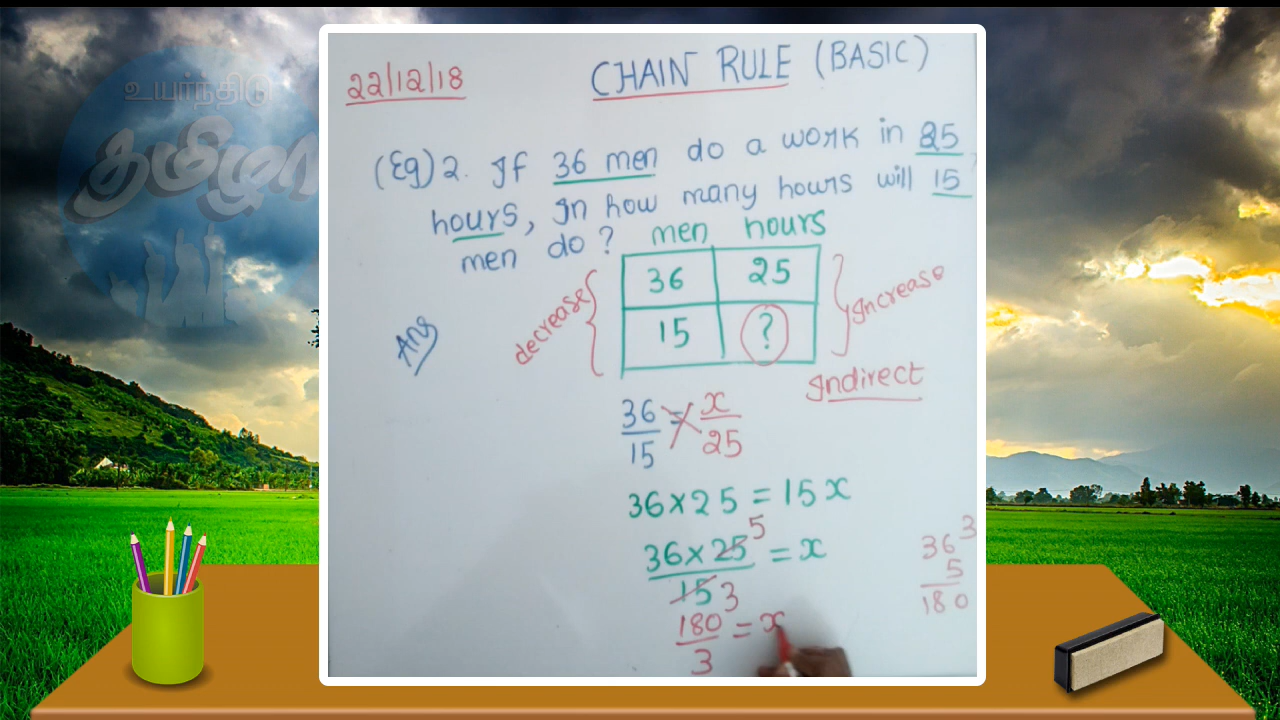 உயர்ந்திடு
தமிழா
22/12/18
CHAIN RULE (BASIC)
(Eg) 2. If 36 men do a work in 25
hours, In how many hours will 15
men do ?
men hours
36 25
15 ?
decrease
Increase
Ans
Indirect
36/15 = x/25
36 × 25 = 15 x
36 × 25 5 / 15 3 = x
180/3 = x
36 3
5
180